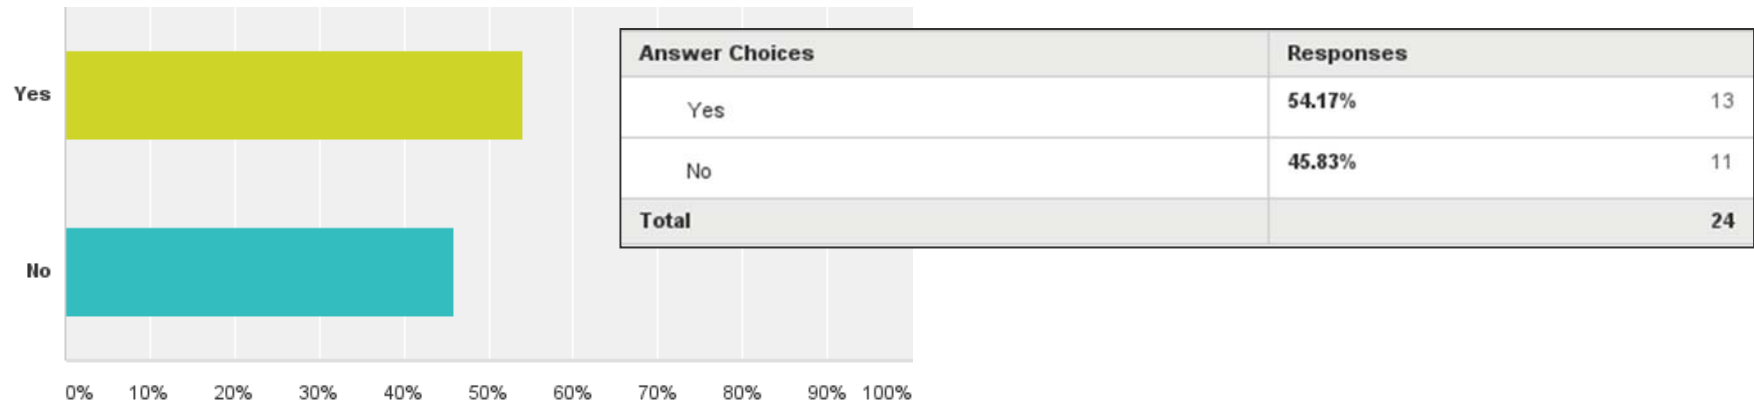 Yes
No
0% 10% 20% 30% 40% 50% 60% 70% 80% 90% 100%
Answer Choices Responses
Yes 54.17% 13
No 45.83% 11
Total 24